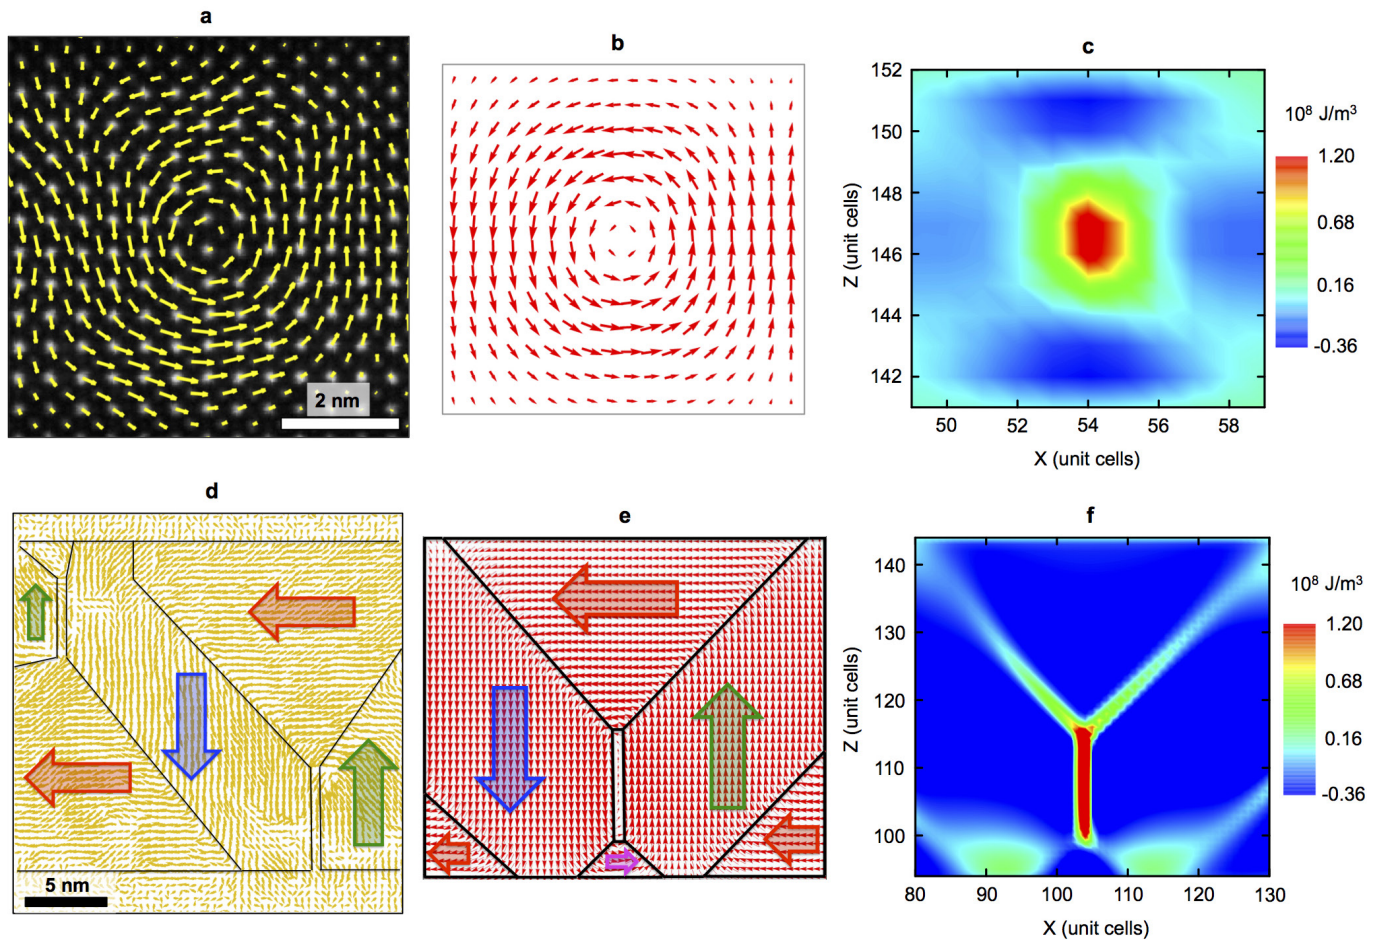 a
b
c
2 nm
152
150
148
146
144
142
Z (unit cells)
50 52 54 56 58
X (unit cells)
10⁸ J/m³
1.20
0.68
0.16
-0.36
d
e
f
5 nm
140
130
120
110
100
Z (unit cells)
80 90 100 110 120 130
X (unit cells)
10⁸ J/m³
1.20
0.68
0.16
-0.36